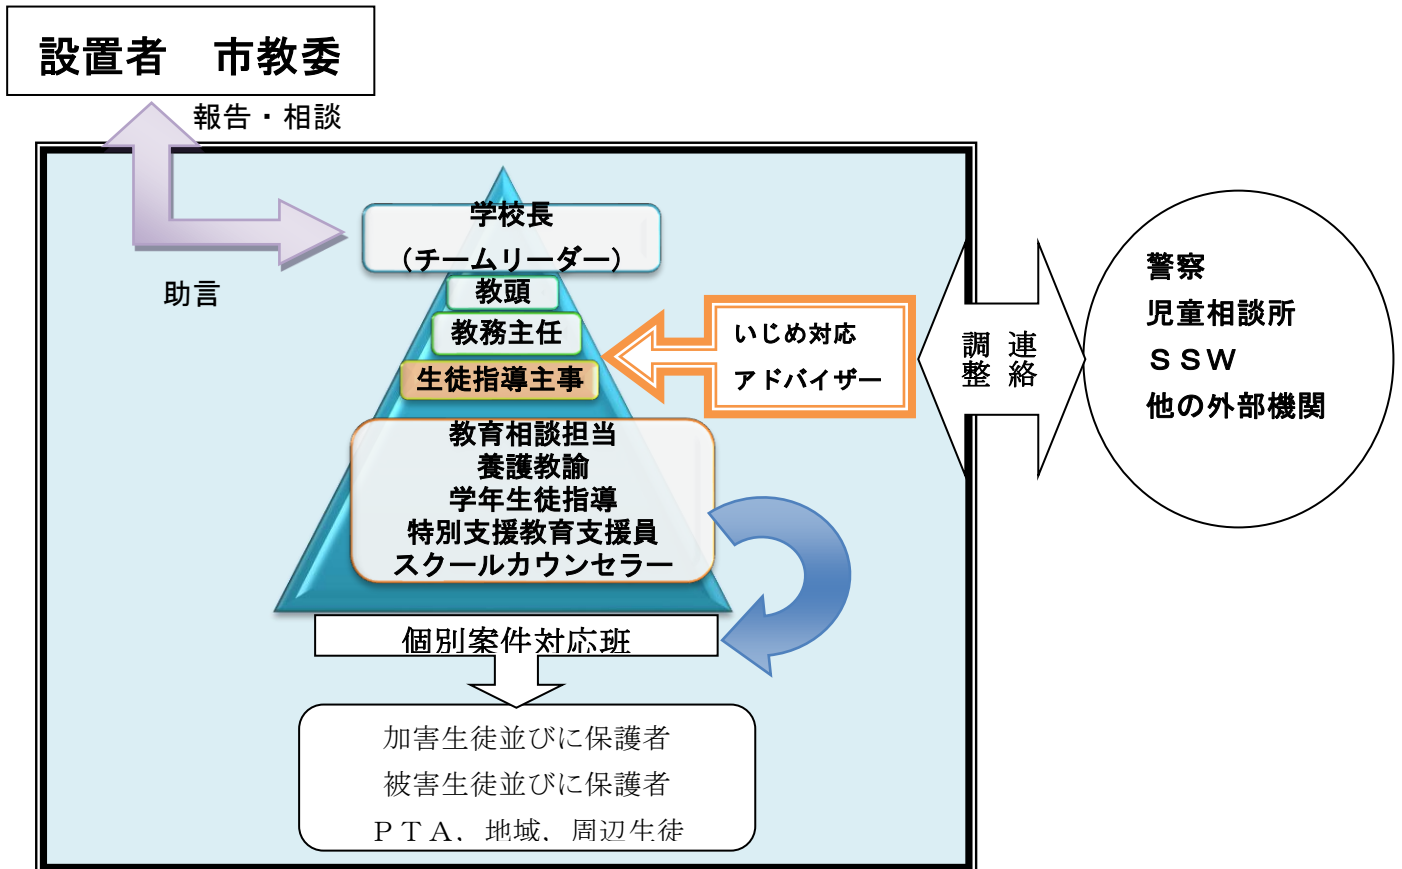 設置者　市教委
報告・相談
助言
学校長
（チームリーダー）
教頭
教務主任
生徒指導主事
教育相談担当
養護教諭
学年生徒指導
特別支援教育支援員
スクールカウンセラー
いじめ対応
アドバイザー
連絡
調整
警察
児童相談所
ＳＳＷ
他の外部機関
個別案件対応班
加害生徒並びに保護者
被害生徒並びに保護者
ＰＴＡ，地域，周辺生徒